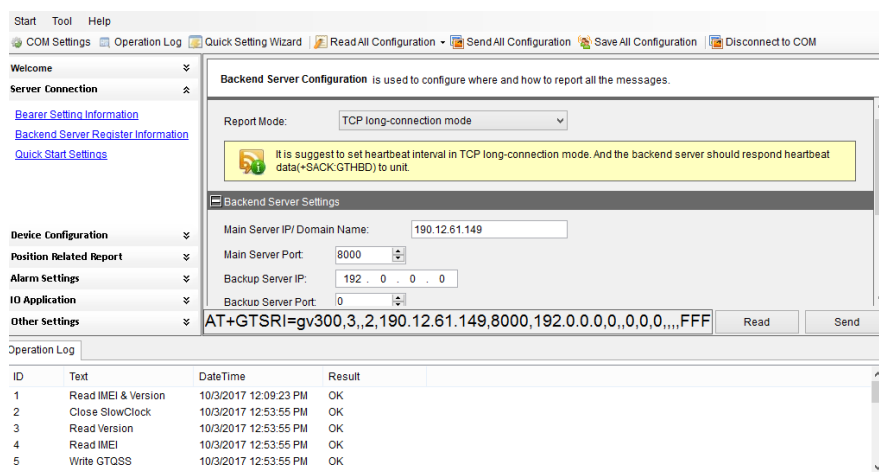 Start Tool Help
COM Settings Operation Log Quick Setting Wizard Read All Configuration Send All Configuration Save All Configuration Disconnect to COM
Welcome
Server Connection
Bearer Setting Information
Backend Server Register Information
Quick Start Settings
Device Configuration
Position Related Report
Alarm Settings
IO Application
Other Settings
Backend Server Configuration is used to configure where and how to report all the messages.
Report Mode: TCP long-connection mode
It is suggest to set heartbeat interval in TCP long-connection mode. And the backend server should respond heartbeat
data(+SACK:GTHBD) to unit.
Backend Server Settings
Main Server IP/ Domain Name: 190.12.61.149
Main Server Port: 8000
Backup Server IP: 192 . 0 . 0 . 0
Backup Server Port: 0
AT+GTSRI=gv300,3,,2,190.12.61.149,8000,192.0.0.0,0,,0,0,0,,,,FFF Read Send
Operation Log
ID Text DateTime Result
1 Read IMEI & Version 10/3/2017 12:09:23 PM OK
2 Close SlowClock 10/3/2017 12:53:55 PM OK
3 Read Version 10/3/2017 12:53:55 PM OK
4 Read IMEI 10/3/2017 12:53:55 PM OK
5 Write GTQSS 10/3/2017 12:53:55 PM OK